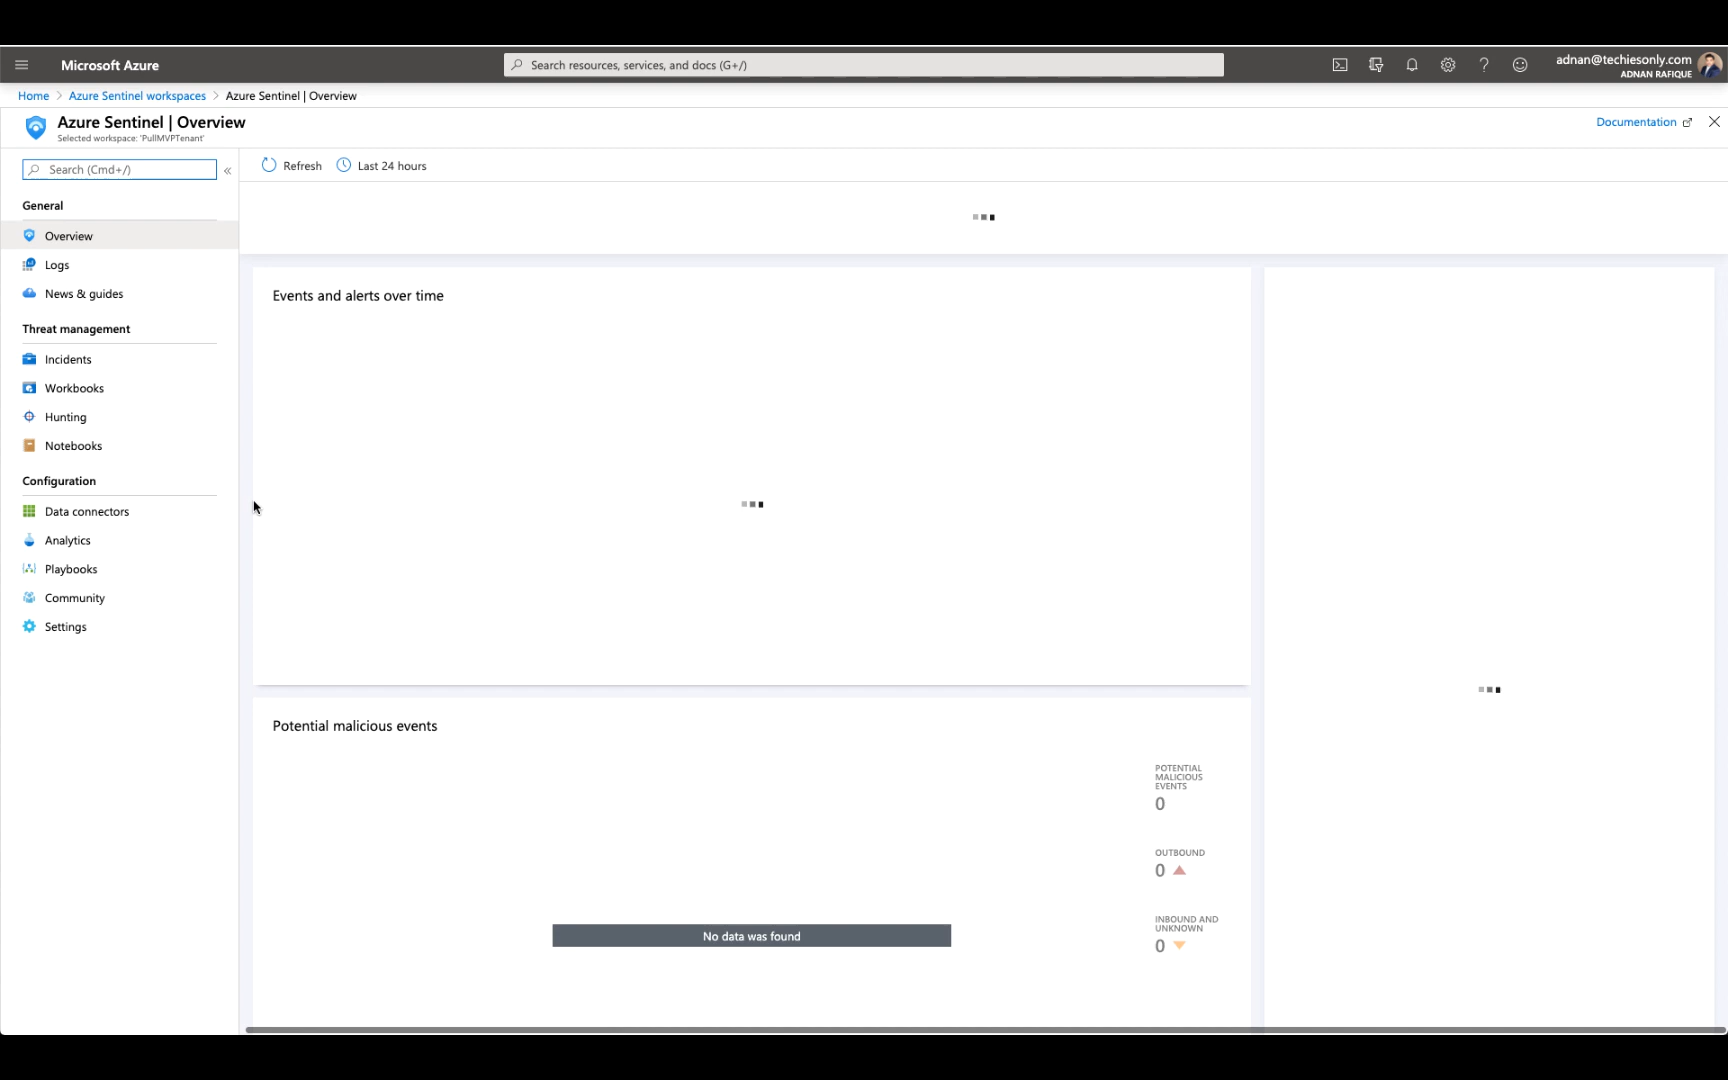 Microsoft Azure
Search resources, services, and docs (G+/)
adnan@techiesonly.com
ADNAN RAFIQUE
Home > Azure Sentinel workspaces > Azure Sentinel | Overview
Azure Sentinel | Overview
Selected workspace: 'PullMVPTenant'
Documentation
Search (Cmd+/)
«
Refresh
Last 24 hours
General
Overview
Logs
News & guides
Threat management
Incidents
Workbooks
Hunting
Notebooks
Configuration
Data connectors
Analytics
Playbooks
Community
Settings
Events and alerts over time
Potential malicious events
POTENTIAL
MALICIOUS
EVENTS
0
OUTBOUND
0
INBOUND AND
UNKNOWN
0
No data was found